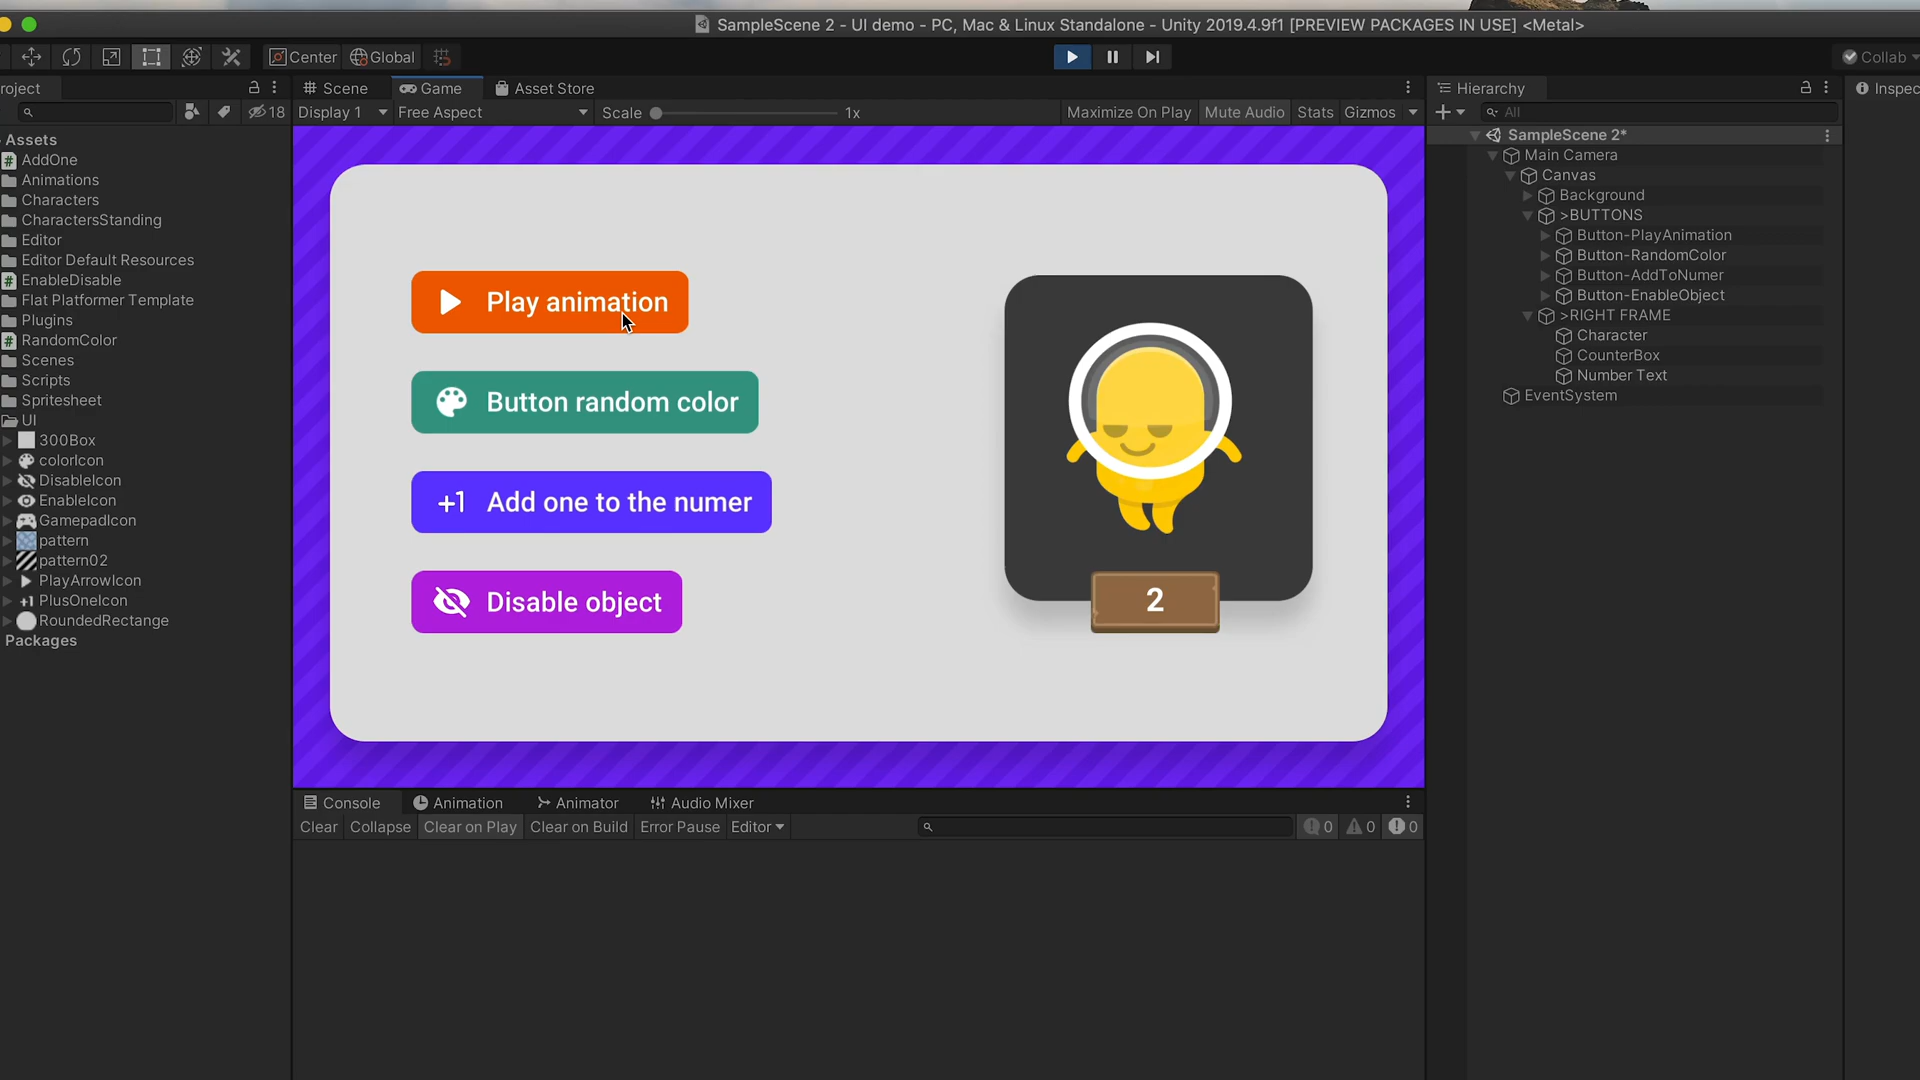 SampleScene 2 - UI demo - PC, Mac & Linux Standalone - Unity 2019.4.9f1 [PREVIEW PACKAGES IN USE] <Metal>
Center Global Collab
roject
18
Assets
AddOne
Animations
Characters
CharactersStanding
Editor
Editor Default Resources
EnableDisable
Flat Platformer Template
Plugins
RandomColor
Scenes
Scripts
Spritesheet
UI
300Box
colorIcon
DisableIcon
EnableIcon
GamepadIcon
pattern
pattern02
PlayArrowIcon
PlusOneIcon
RoundedRectange
Packages
Scene Game Asset Store
Display 1 Free Aspect Scale 1x Maximize On Play Mute Audio Stats Gizmos
Play animation
Button random color
+1 Add one to the numer
Disable object
2
Console Animation Animator Audio Mixer
Clear Collapse Clear on Play Clear on Build Error Pause Editor 0 0 0
Hierarchy
All
SampleScene 2*
Main Camera
Canvas
Background
>BUTTONS
Button-PlayAnimation
Button-RandomColor
Button-AddToNumer
Button-EnableObject
>RIGHT FRAME
Character
CounterBox
Number Text
EventSystem
Inspec